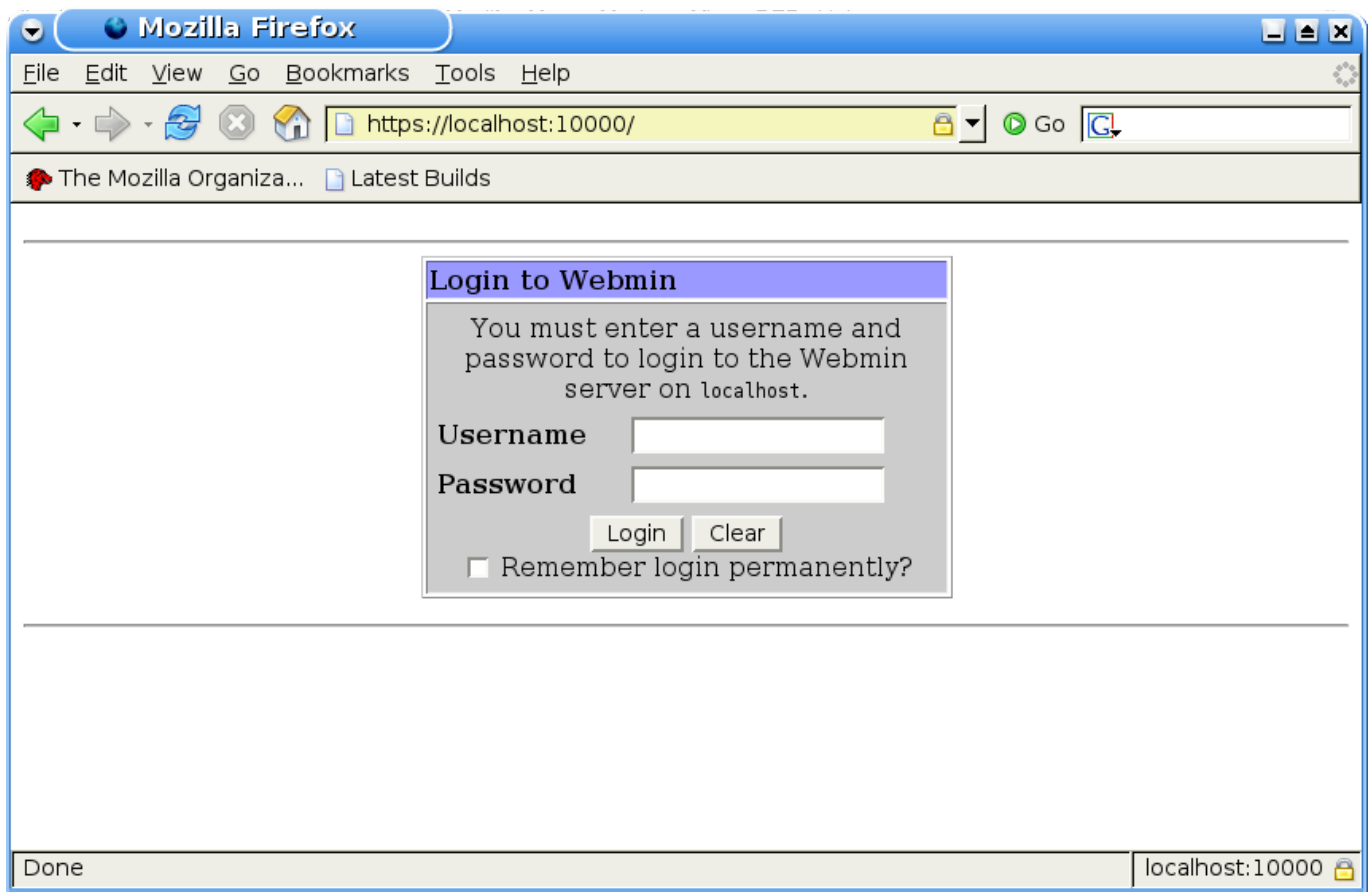 Mozilla Firefox
File Edit View Go Bookmarks Tools Help
https://localhost:10000/ Go G
The Mozilla Organiza... Latest Builds
Login to Webmin
You must enter a username and
password to login to the Webmin
server on localhost.
Username
Password
Login Clear
Remember login permanently?
Done localhost:10000